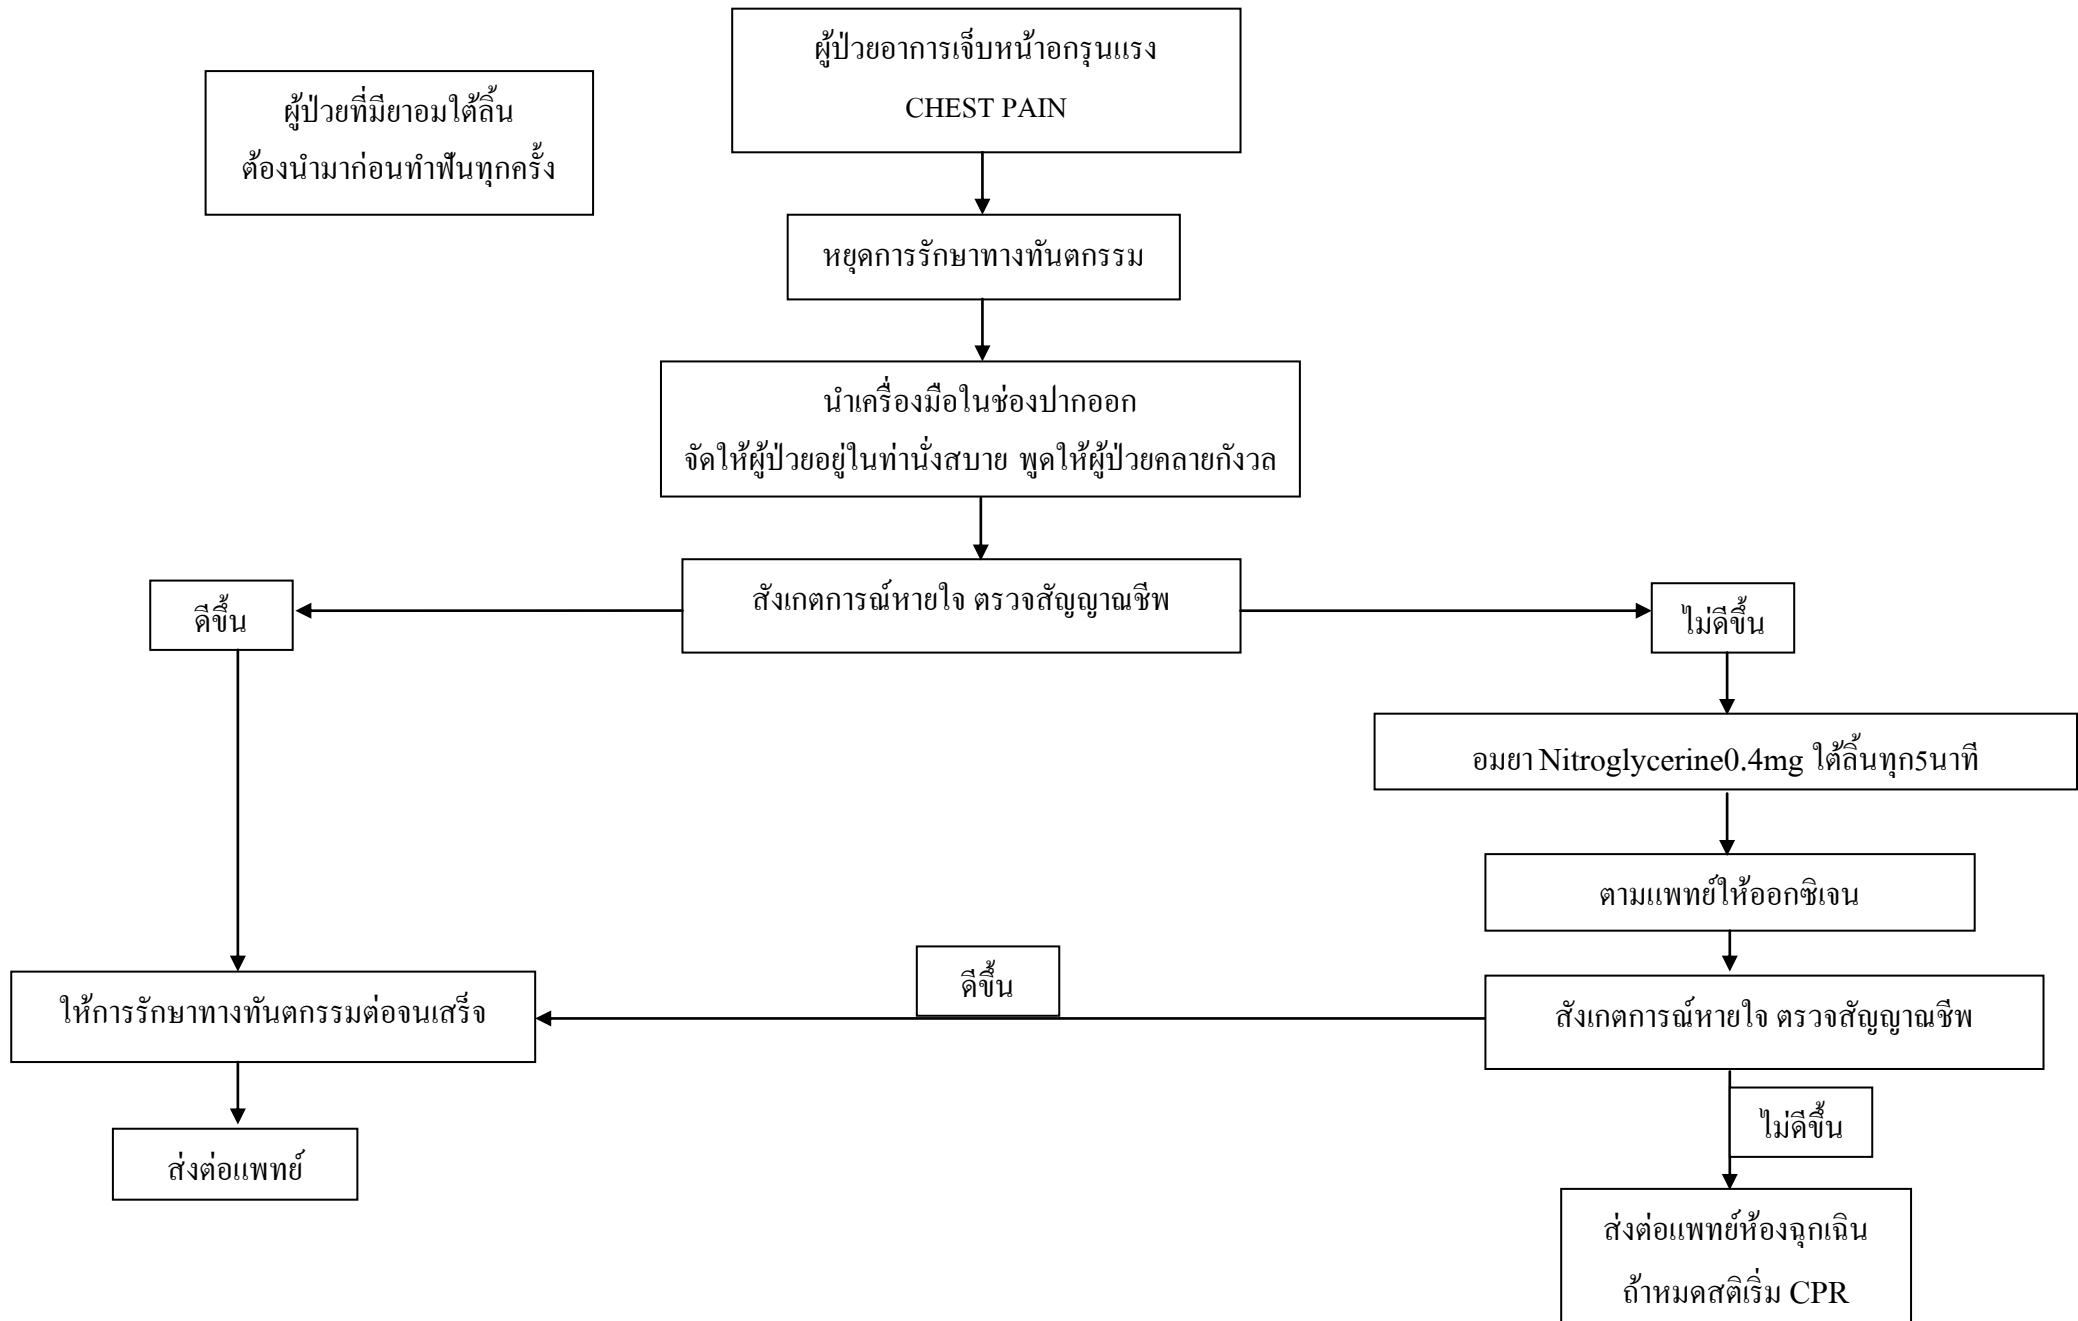 ผู้ป่วยอาการเจ็บหน้าอกรุนแรง
CHEST PAIN
ผู้ป่วยที่มียาอมใต้ลิ้น
ต้องนำมาก่อนทำฟันทุกครั้ง
หยุดการรักษาทางทันตกรรม
นำเครื่องมือในช่องปากออก
จัดให้ผู้ป่วยอยู่ในท่านั่งสบาย พูดให้ผู้ป่วยคลายกังวล
สังเกตการณ์หายใจ ตรวจสัญญาณชีพ
ดีขึ้น
ไม่ดีขึ้น
อมยา Nitroglycerine0.4mg ใต้ลิ้นทุก5นาที
ตามแพทย์ให้ออกซิเจน
ดีขึ้น
ให้การรักษาทางทันตกรรมต่อจนเสร็จ
สังเกตการณ์หายใจ ตรวจสัญญาณชีพ
ไม่ดีขึ้น
ส่งต่อแพทย์
ส่งต่อแพทย์ห้องฉุกเฉิน
ถ้าหมดสติเริ่ม CPR